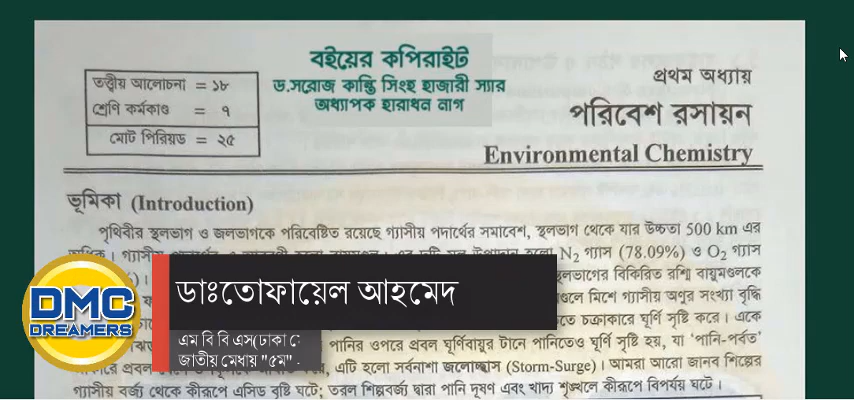 বইয়ের কপিরাইট
ড.সরোজ কান্তি সিংহ হাজারী স্যার
অধ্যাপক হারাধন নাগ
তত্ত্বীয় আলোচনা = ১৮
শ্রেণি কর্মকাণ্ড = ৭
মোট পিরিয়ড = ২৫
প্রথম অধ্যায়
পরিবেশ রসায়ন
Environmental Chemistry
ভূমিকা (Introduction)
পৃথিবীর স্থলভাগ ও জলভাগকে পরিবেষ্টিত রয়েছে গ্যাসীয় পদার্থের সমাবেশ, স্থলভাগ থেকে যার উচ্চতা 500 km এর
N₂ গ্যাস (78.09%) ও O₂ গ্যাস
স্থলভাগের বিকিরিত রশ্মি বায়ুমণ্ডলকে
মিশে গ্যাসীয় অণুর সংখ্যা বৃদ্ধি
চক্রাকারে ঘূর্ণি সৃষ্টি করে। একে
পানির ওপরে প্রবল ঘূর্ণিবায়ুর টানে পানিতেও ঘূর্ণি সৃষ্টি হয়, যা ‘পানি-পর্বত’
এটি হলো সর্বনাশা জলোচ্ছ্বাস (Storm-Surge)। আমরা আরো জানব শিল্পের
গ্যাসীয় বর্জ্য থেকে কীরূপে এসিড বৃষ্টি ঘটে; তরল শিল্পবর্জ্য দ্বারা পানি দূষণ এবং খাদ্য শৃঙ্খলে কীরূপে বিপর্যয় ঘটে।
DMC
DREAMERS
ডাঃতোফায়েল আহমেদ
এম বি বি এস(ঢাকা
জাতীয় মেধায় "৫ম" -